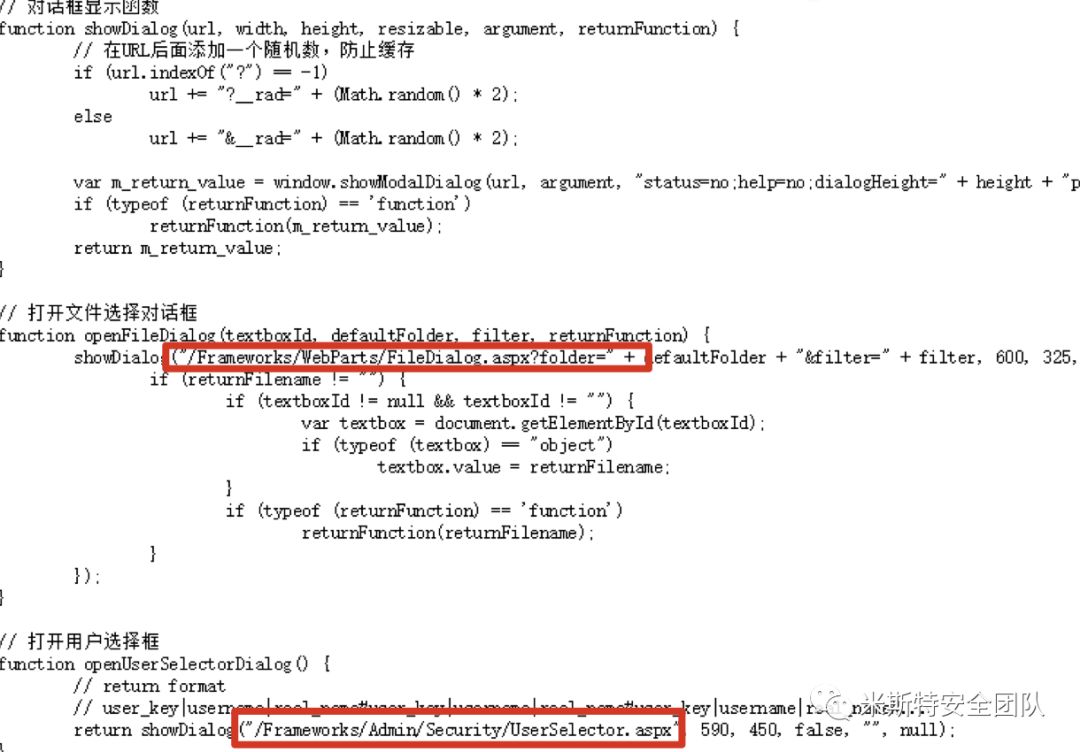 // 对话框显示函数
function showDialog(url, width, height, resizable, argument, returnFunction) {
// 在URL后面添加一个随机数，防止缓存
if (url.indexOf("?") == -1)
url += "?__rad=" + (Math.random() * 2);
else
url += "&__rad=" + (Math.random() * 2);
var m_return_value = window.showModalDialog(url, argument, "status=no;help=no;dialogHeight=" + height + "p
if (typeof (returnFunction) == 'function')
returnFunction(m_return_value);
return m_return_value;
}
// 打开文件选择对话框
function openFileDialog(textboxId, defaultFolder, filter, returnFunction) {
showDialog("/Frameworks/WebParts/FileDialog.aspx?folder=" + defaultFolder + "&filter=" + filter, 600, 325,
if (returnFilename != "") {
if (textboxId != null && textboxId != "") {
var textbox = document.getElementById(textboxId);
if (typeof (textbox) == "object")
textbox.value = returnFilename;
}
if (typeof (returnFunction) == 'function')
returnFunction(returnFilename);
}
});
}
// 打开用户选择框
function openUserSelectorDialog() {
// return format
// user_key|username|real_name#user_key|username|real_name#user_key|username|
return showDialog("/Frameworks/Admin/Security/UserSelector.aspx", 590, 450, false, "", null);
米斯特安全团队